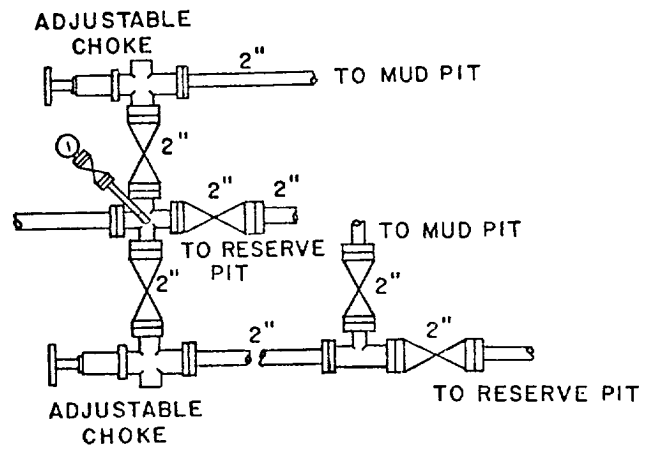 ADJUSTABLE
CHOKE
2"
TO MUD PIT
2"
2"
2"
TO RESERVE
PIT
TO MUD PIT
2"
2"
2"
2"
TO RESERVE PIT
ADJUSTABLE
CHOKE